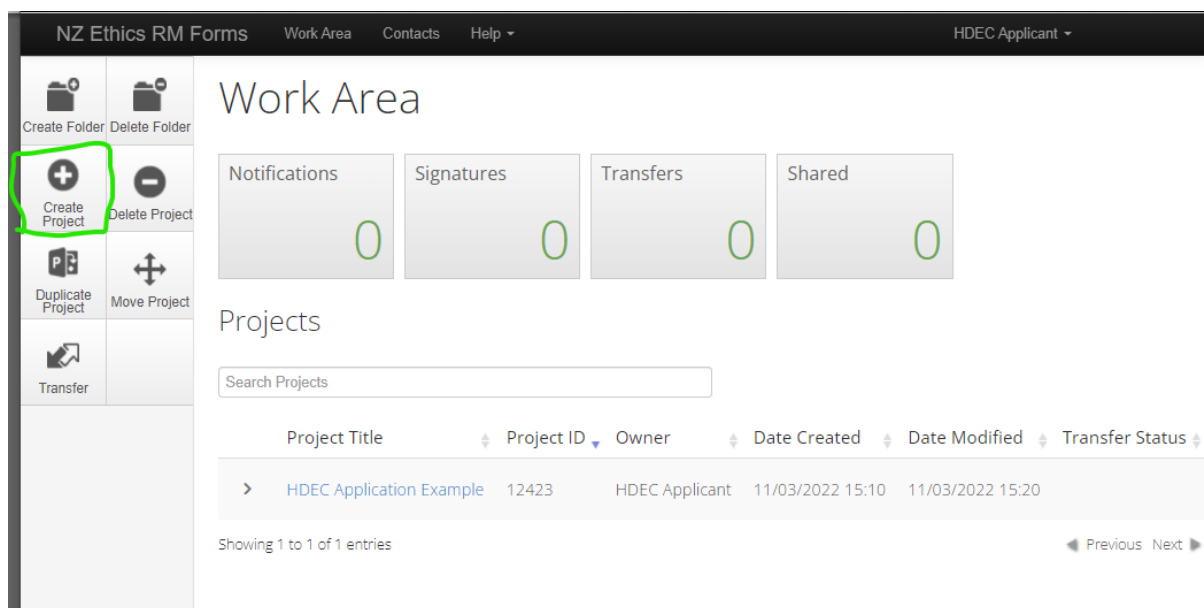 NZ Ethics RM Forms Work Area Contacts Help HDEC Applicant
Create Folder Delete Folder
Create
Project
Delete Project
Duplicate
Project
Move Project
Transfer
Work Area
Notifications Signatures Transfers Shared
0 0 0 0
Projects
Search Projects
Project Title Project ID Owner Date Created Date Modified Transfer Status
HDEC Application Example 12423 HDEC Applicant 11/03/2022 15:10 11/03/2022 15:20
Showing 1 to 1 of 1 entries Previous Next